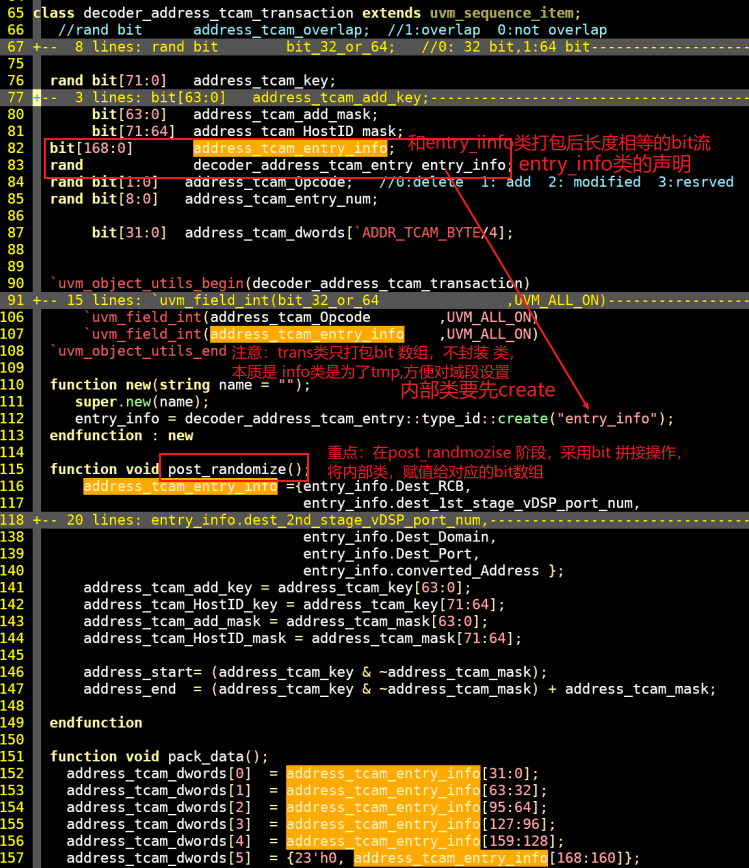 65 class decoder_address_tcam_transaction extends uvm_sequence_item;
66 //rand bit address_tcam_overlap; //1:overlap 0:not overlap
67 +-- 8 lines: rand bit bit_32_or_64; //0: 32 bit,1:64 bit
75
76 rand bit[71:0] address_tcam_key;
77 +-- 3 lines: bit[63:0] address_tcam_add_key;
80 bit[63:0] address_tcam_add_mask;
81 bit[71:64] address_tcam_HostID_mask;
82 bit[168:0] address_tcam_entry_info; 和entry_iinfo类打包后长度相等的bit流
83 rand decoder_address_tcam_entry entry_info; entry_info类的声明
84 rand bit[1:0] address_tcam_Opcode; //0:delete 1: add 2: modified 3:resrved
85 rand bit[8:0] address_tcam_entry_num;
86
87 bit[31:0] address_tcam_dwords[`ADDR_TCAM_BYTE/4];
88
89
90 `uvm_object_utils_begin(decoder_address_tcam_transaction)
91 +-- 15 lines: `uvm_field_int(bit_32_or_64 ,UVM_ALL_ON)
106 `uvm_field_int(address_tcam_Opcode ,UVM_ALL_ON)
107 `uvm_field_int(address_tcam_entry_info ,UVM_ALL_ON)
108 `uvm_object_utils_end 注意：trans类只打包bit 数组，不封装 类，
109 本质是 info类是为了tmp,方便对域段设置
110 function new(string name = ""); 内部类要先create
111 super.new(name);
112 entry_info = decoder_address_tcam_entry::type_id::create("entry_info");
113 endfunction : new
114 重点：在post_randmozise 阶段，采用bit 拼接操作，
115 function void post_randomize(); 将内部类，赋值给对应的bit数组
116 address_tcam_entry_info ={entry_info.Dest_RCB,
117 entry_info.dest_1st_stage_vDSP_port_num,
118 +-- 20 lines: entry_info.dest_2nd_stage_vDSP_port_num,
138 entry_info.Dest_Domain,
139 entry_info.Dest_Port,
140 entry_info.converted_Address };
141 address_tcam_add_key = address_tcam_key[63:0];
142 address_tcam_HostID_key = address_tcam_key[71:64];
143 address_tcam_add_mask = address_tcam_mask[63:0];
144 address_tcam_HostID_mask = address_tcam_mask[71:64];
145
146 address_start= (address_tcam_key & ~address_tcam_mask);
147 address_end = (address_tcam_key & ~address_tcam_mask) + address_tcam_mask;
148
149 endfunction
150
151 function void pack_data();
152 address_tcam_dwords[0] = address_tcam_entry_info[31:0];
153 address_tcam_dwords[1] = address_tcam_entry_info[63:32];
154 address_tcam_dwords[2] = address_tcam_entry_info[95:64];
155 address_tcam_dwords[3] = address_tcam_entry_info[127:96];
156 address_tcam_dwords[4] = address_tcam_entry_info[159:128];
157 address_tcam_dwords[5] = {23'h0, address_tcam_entry_info[168:160]};